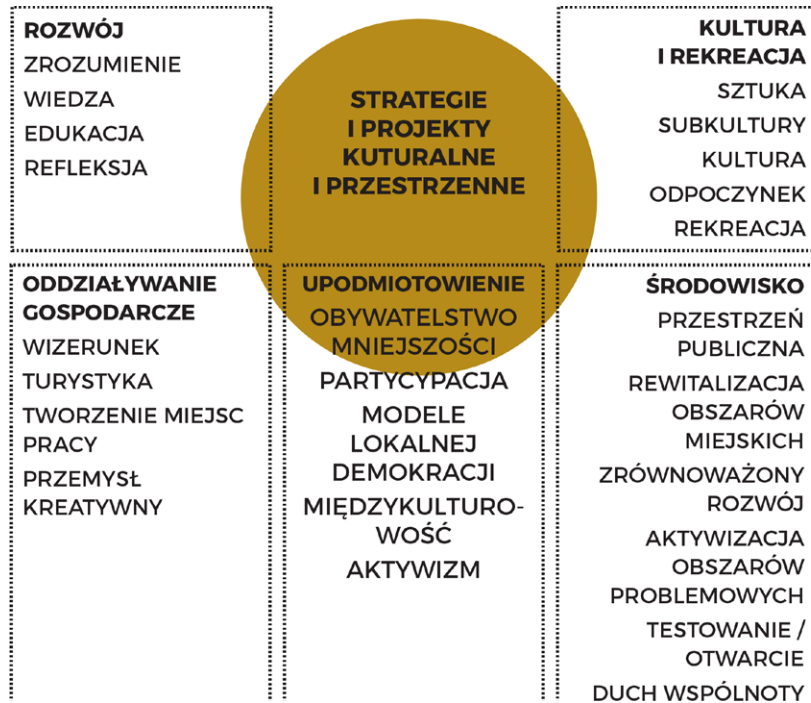 ROZWÓJ
ZROZUMIENIE
WIEDZA
EDUKACJA
REFLEKSJA
STRATEGIE
I PROJEKTY
KUTURALNE
I PRZESTRZENNE
KULTURA
I REKREACJA
SZTUKA
SUBKULTURY
KULTURA
ODPOCZYNEK
REKREACJA
ODDZIAŁYWANIE
GOSPODARCZE
WIZERUNEK
TURYSTYKA
TWORZENIE MIEJSC
PRACY
PRZEMYSŁ
KREATYWNY
UPODMIOTOWIENIE
OBYWATELSTWO
MNIEJSZOŚCI
PARTYCYPACJA
MODELE
LOKALNEJ
DEMOKRACJI
MIĘDZYKULTURO-
WOŚĆ
AKTYWIZM
ŚRODOWISKO
PRZESTRZEŃ
PUBLICZNA
REWITALIZACJA
OBSZARÓW
MIEJSKICH
ZRÓWNOWAŻONY
ROZWÓJ
AKTYWIZACJA
OBSZARÓW
PROBLEMOWYCH
TESTOWANIE /
OTWARCIE
DUCH WSPÓLNOTY